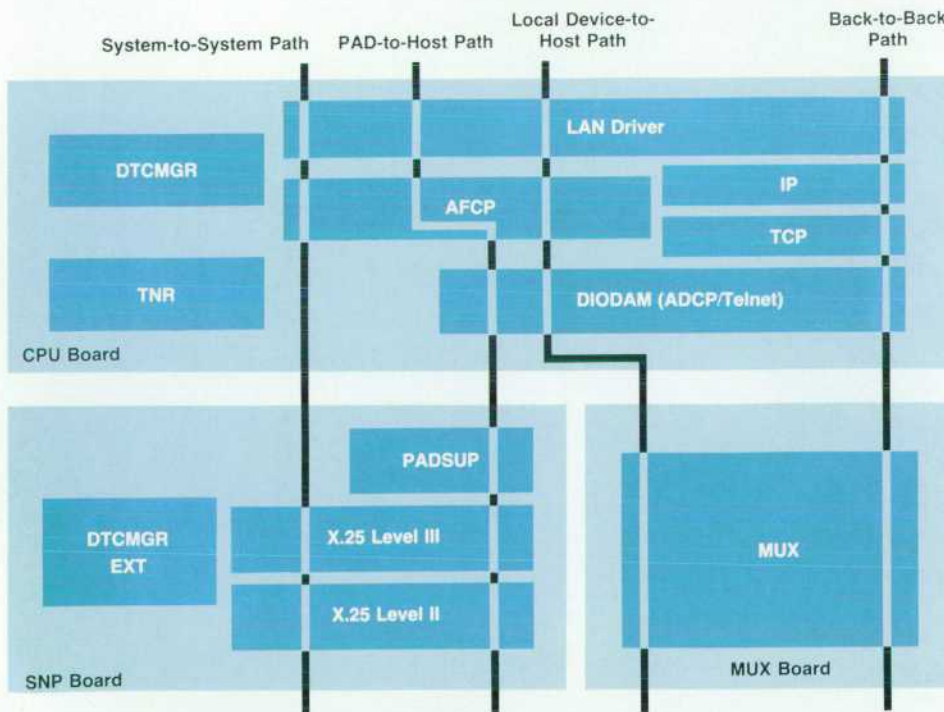 System-to-System Path
PAD-to-Host Path
Local Device-to-
Host Path
Back-to-Back
Path
LAN Driver
DTCMGR
IP
AFCP
TCP
TNR
DIODAM (ADCP/Telnet)
CPU Board
PADSUP
DTCMGR
EXT
X.25 Level III
X.25 Level II
SNP Board
MUX
MUX Board